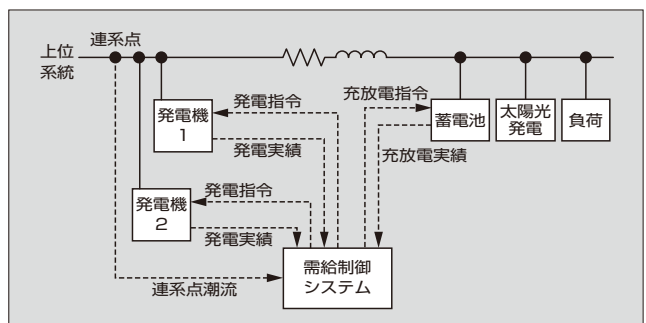 上位
系統
連系点
発電機
1
発電指令
発電実績
発電機
2
発電指令
発電実績
連系点潮流
需給制御
システム
充放電指令
充放電実績
蓄電池
太陽光
発電
負荷